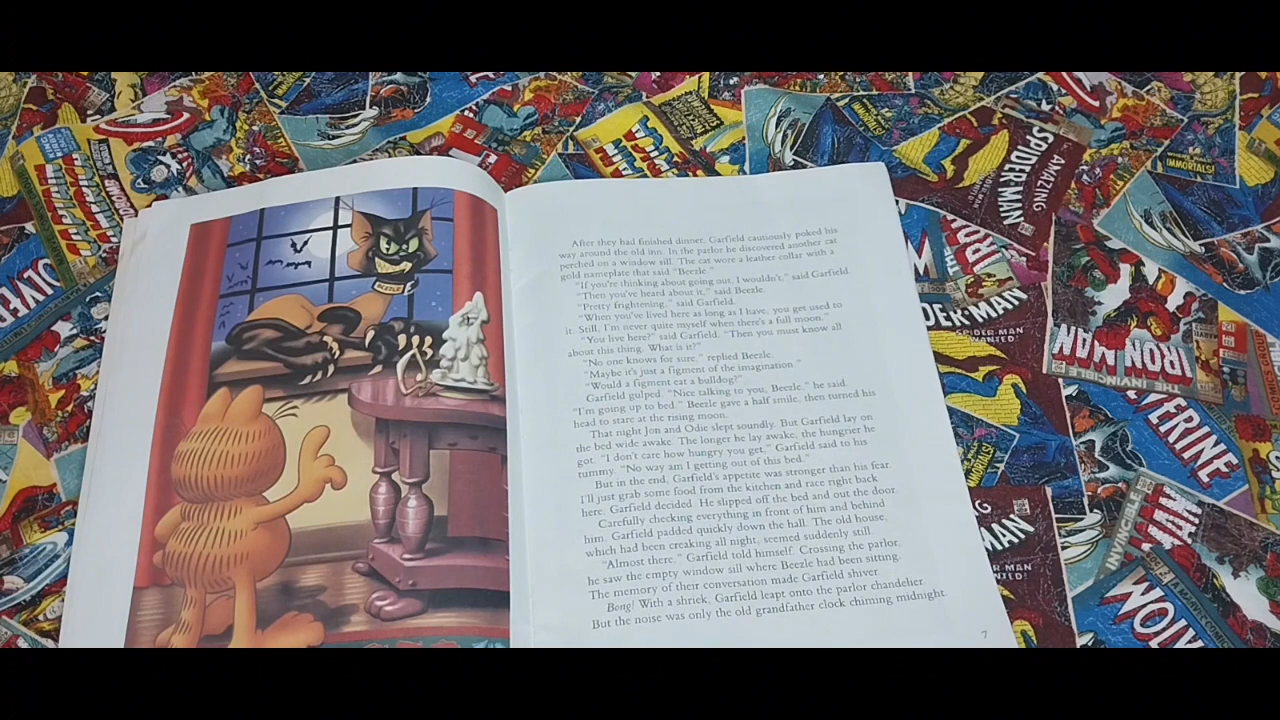 BEEZLE
After they had finished dinner, Garfield cautiously poked his
way around the old inn. In the parlor he discovered another cat
perched on a window sill. The cat wore a leather collar with a
gold nameplate that said "Beezle."
"If you're thinking about going out, I wouldn't," said Garfield.
"Then you've heard about it," said Beezle.
"Pretty frightening," said Garfield.
"When you've lived here as long as I have, you get used to
it. Still, I'm never quite myself when there's a full moon."
"You live here?" said Garfield. "Then you must know all
about this thing. What is it?"
"No one knows for sure," replied Beezle.
"Maybe it's just a figment of the imagination."
"Would a figment eat a bulldog?"
Garfield gulped. "Nice talking to you, Beezle," he said.
"I'm going up to bed." Beezle gave a half smile, then turned his
head to stare at the rising moon.
That night Jon and Odie slept soundly. But Garfield lay on
the bed wide awake. The longer he lay awake, the hungrier he
got. "I don't care how hungry you get," Garfield said to his
tummy. "No way am I getting out of this bed."
But in the end, Garfield's appetite was stronger than his fear.
I'll just grab some food from the kitchen and race right back
here, Garfield decided. He slipped off the bed and out the door.
Carefully checking everything in front of him and behind
him, Garfield padded quickly down the hall. The old house,
which had been creaking all night, seemed suddenly still.
"Almost there," Garfield told himself. Crossing the parlor,
he saw the empty window sill where Beezle had been sitting.
The memory of their conversation made Garfield shiver.
Bong! With a shriek, Garfield leapt onto the parlor chandelier.
But the noise was only the old grandfather clock chiming midnight.
7
AMAZING
SPIDER-MAN
IMMORTALS!
THE INVINCIBLE
IRON MAN
SPIDER-MAN
WANTED!
WOLVERINE
INVINCIBLE